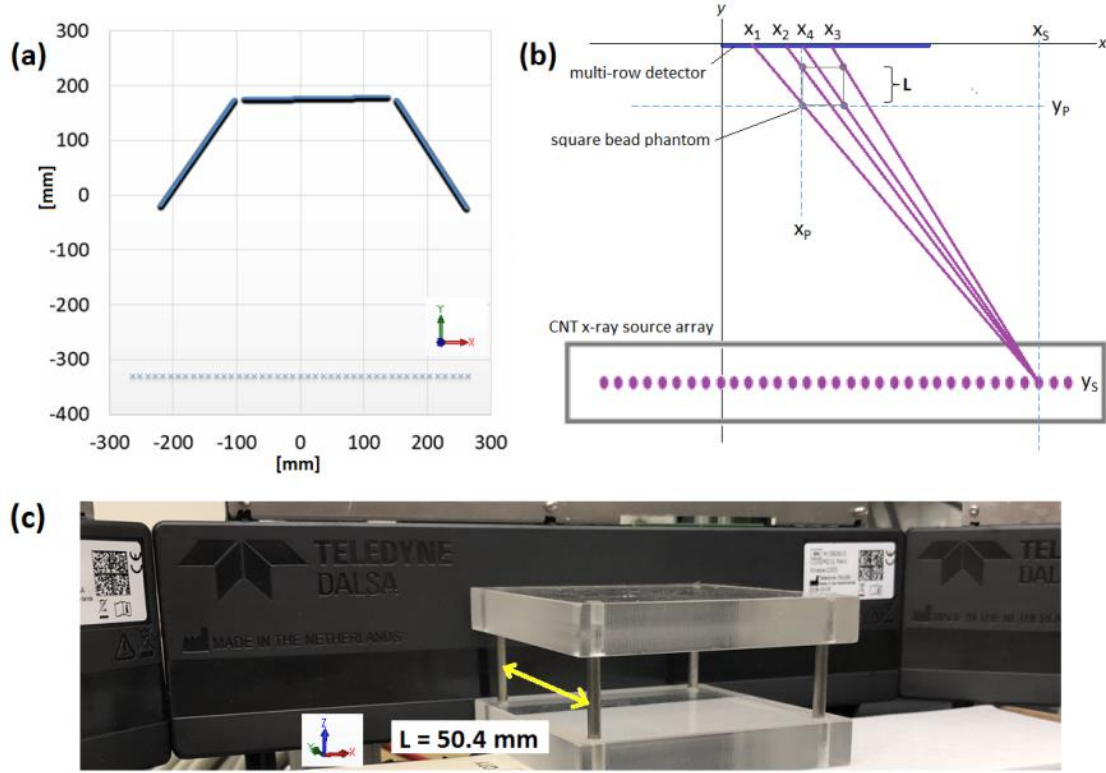 (a)
[mm]
400
300
200
100
0
-100
-200
-300
-400
-300 -200 -100 0 100 200 300
[mm]
Y
X
(b)
y
x₁ x₂ x₄ x₃ xₛ
x
multi-row detector
L
yₚ
square bead phantom
xₚ
CNT x-ray source array
yₛ
(c)
TELEDYNE
DALSA
MADE IN THE NETHERLANDS
Z
Y X
L = 50.4 mm